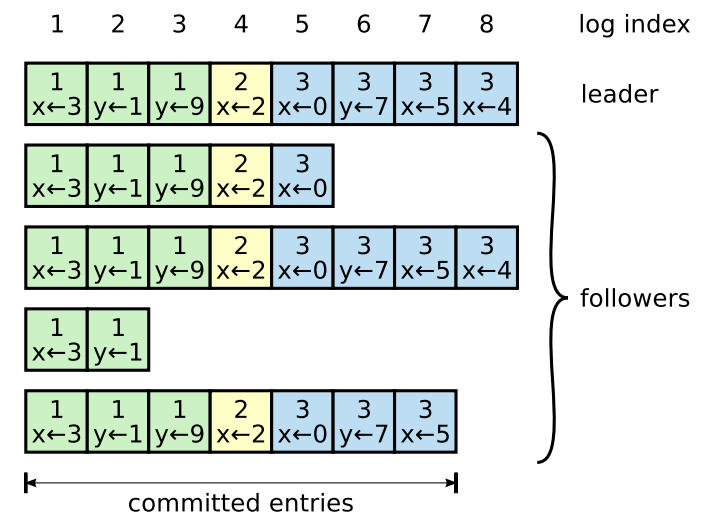 1 2 3 4 5 6 7 8 log index
1 1 1 2 3 3 3 3
x←3 y←1 y←9 x←2 x←0 y←7 x←5 x←4
leader
1 1 1 2 3
x←3 y←1 y←9 x←2 x←0
1 1 1 2 3 3 3 3
x←3 y←1 y←9 x←2 x←0 y←7 x←5 x←4
followers
1 1
x←3 y←1
1 1 1 2 3 3 3
x←3 y←1 y←9 x←2 x←0 y←7 x←5
committed entries